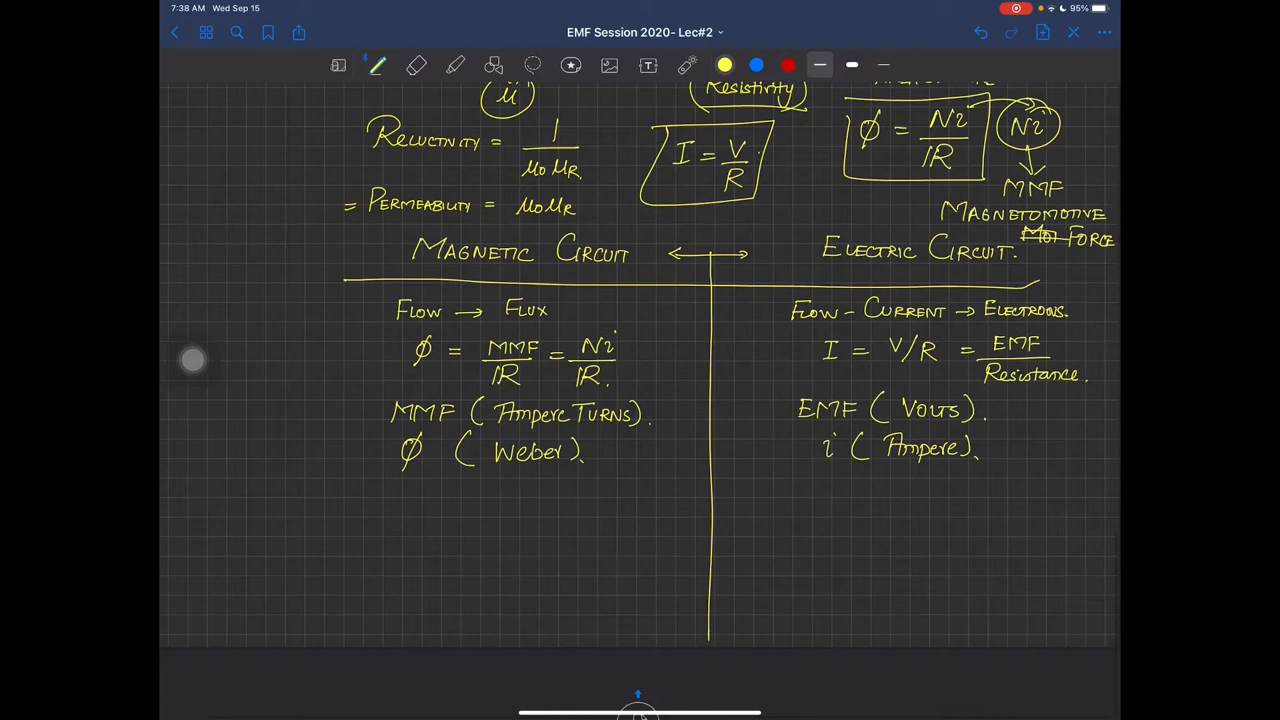 7:38 AM Wed Sep 15
95%
EMF Session 2020- Lec#2
μ
Resistivity
RELUCTIVITY = 1 / μ₀μR.
= PERMEABILITY = μ₀μR
I = V / R
φ = Ni / R
Ni
MMF
MAGNETOMOTIVE
FORCE
MAGNETIC CIRCUIT ↔ ELECTRIC CIRCUIT.
FLOW → FLUX
φ = MMF / R = Ni / R.
MMF (Ampere TURNS).
φ (Weber).
FLOW - CURRENT → ELECTRONS.
I = V/R = EMF / Resistance.
EMF (VOLTS).
i (Ampere).